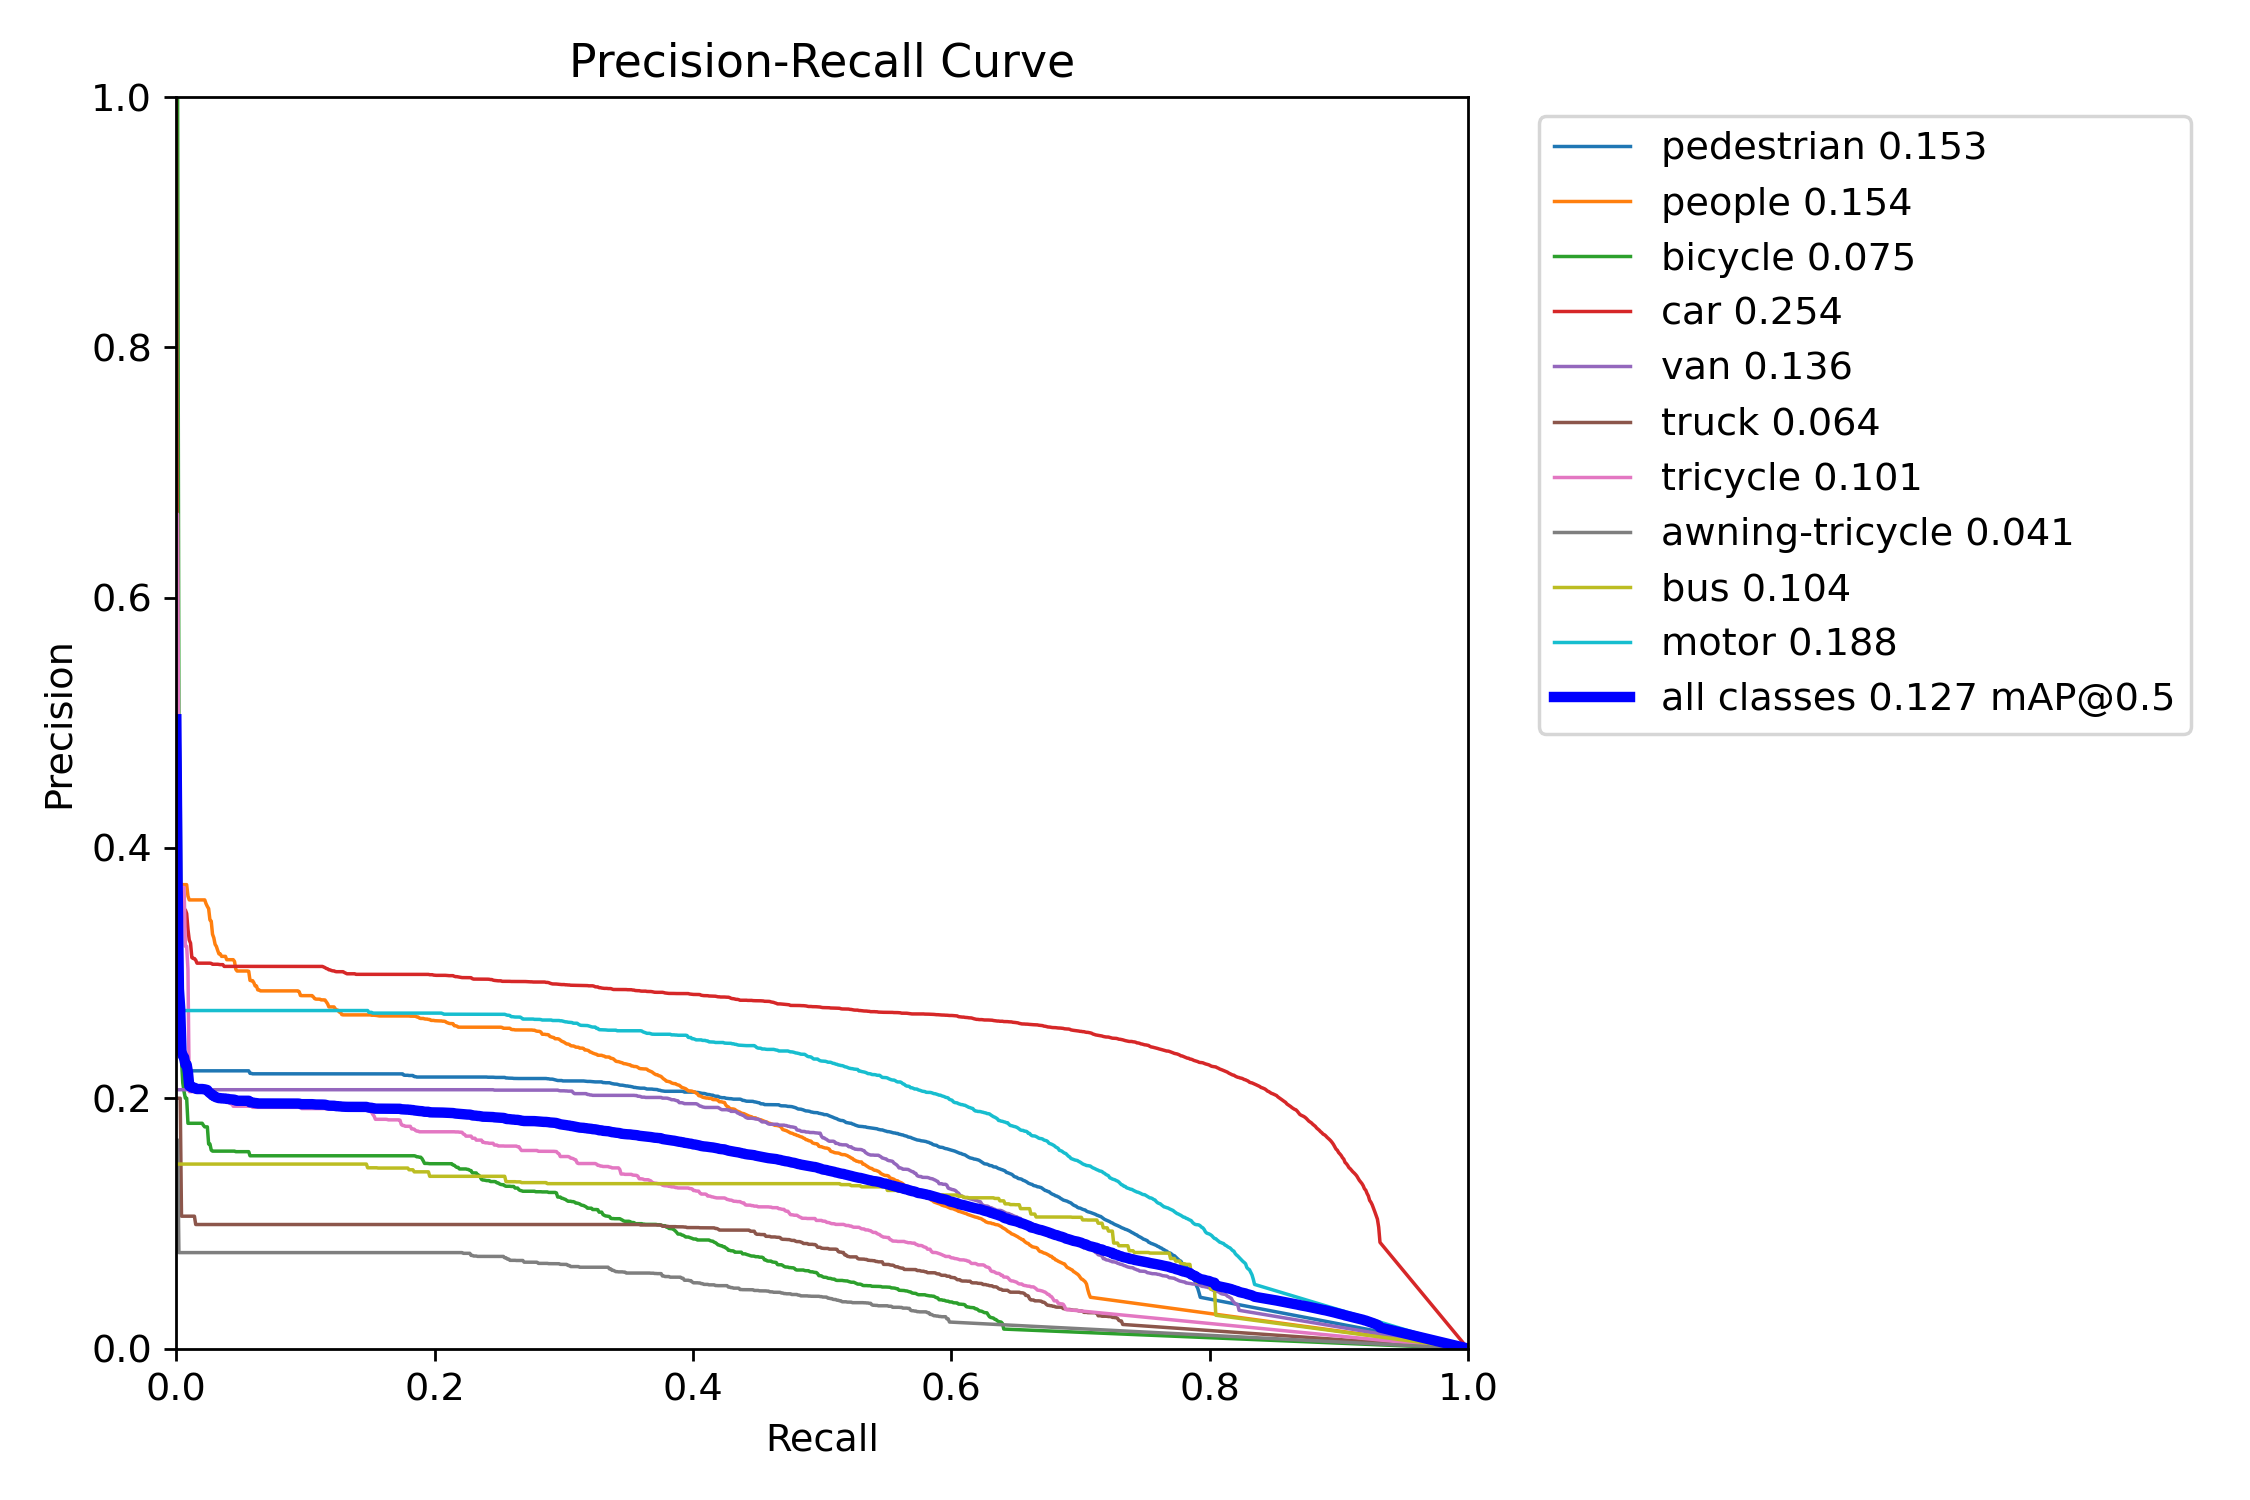 Precision-Recall Curve
1.0
0.8
0.6
0.4
0.2
0.0
Precision
0.0 0.2 0.4 0.6 0.8 1.0
Recall
pedestrian 0.153
people 0.154
bicycle 0.075
car 0.254
van 0.136
truck 0.064
tricycle 0.101
awning-tricycle 0.041
bus 0.104
motor 0.188
all classes 0.127 mAP@0.5